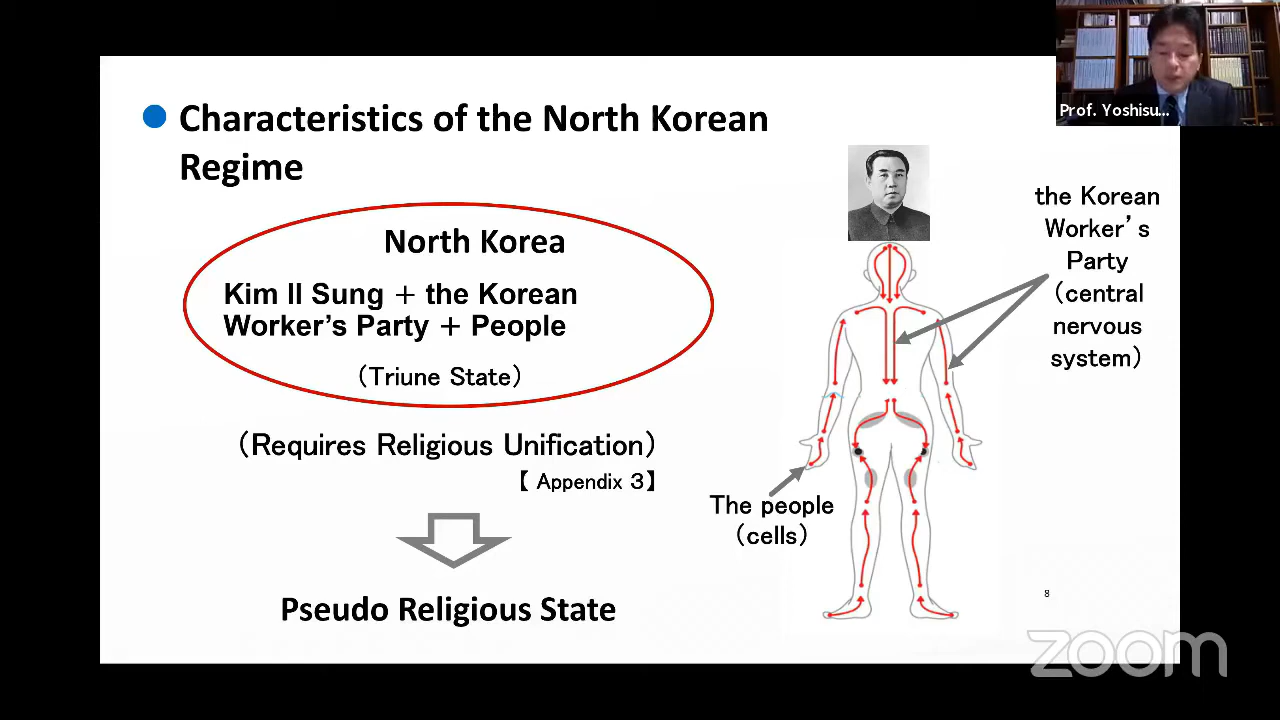 Characteristics of the North Korean
Regime
North Korea
Kim Il Sung + the Korean
Worker’s Party + People
(Triune State)
(Requires Religious Unification)
【 Appendix 3】
Pseudo Religious State
the Korean
Worker’s
Party
(central
nervous
system)
The people
(cells)
8
Prof. Yoshisu...
zoom